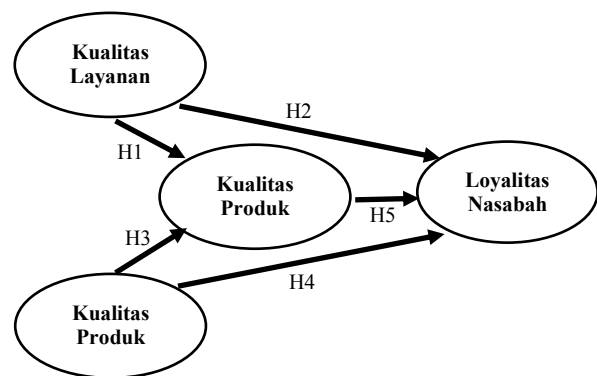 Kualitas
Layanan
H2
H1
Kualitas
Produk
H5
Loyalitas
Nasabah
H3
H4
Kualitas
Produk